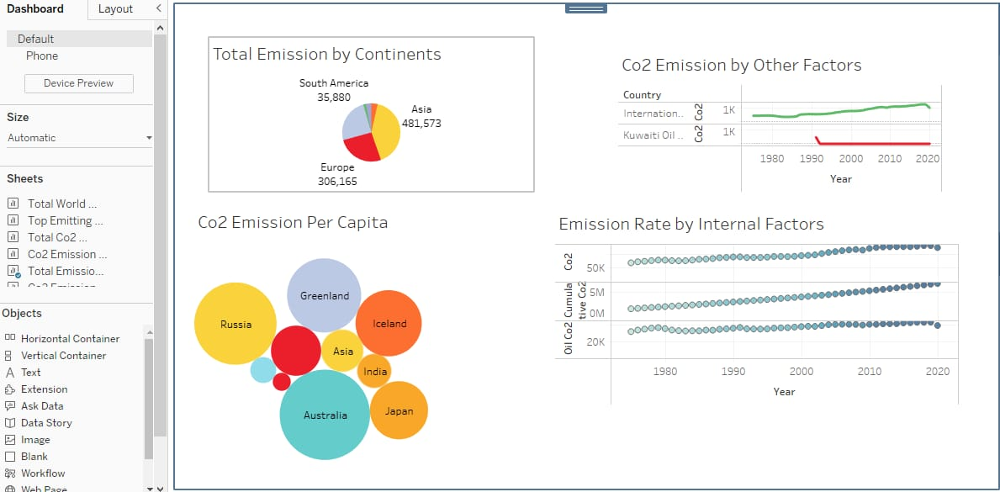 Dashboard
Layout
<
Default
Phone
Device Preview
Size
Automatic
Sheets
Total World ...
Top Emitting ...
Total Co2 ...
Co2 Emission ...
Total Emissio...
Co2 Emission
Objects
Horizontal Container
Vertical Container
A Text
Extension
Ask Data
Data Story
Image
Blank
Workflow
Web Page
Total Emission by Continents
South America
35,880
Asia
481,573
Europe
306,165
Co2 Emission by Other Factors
Country
Internation..
Co2
1K
Kuwaiti Oil ..
Co2
1K
1980 1990 2000 2010 2020
Year
Co2 Emission Per Capita
Greenland
Russia
Iceland
Asia
India
Australia
Japan
Emission Rate by Internal Factors
Co2
50K
Cumula
tive Co2
5M
0M
Oil Co2
20K
1980 1990 2000 2010 2020
Year